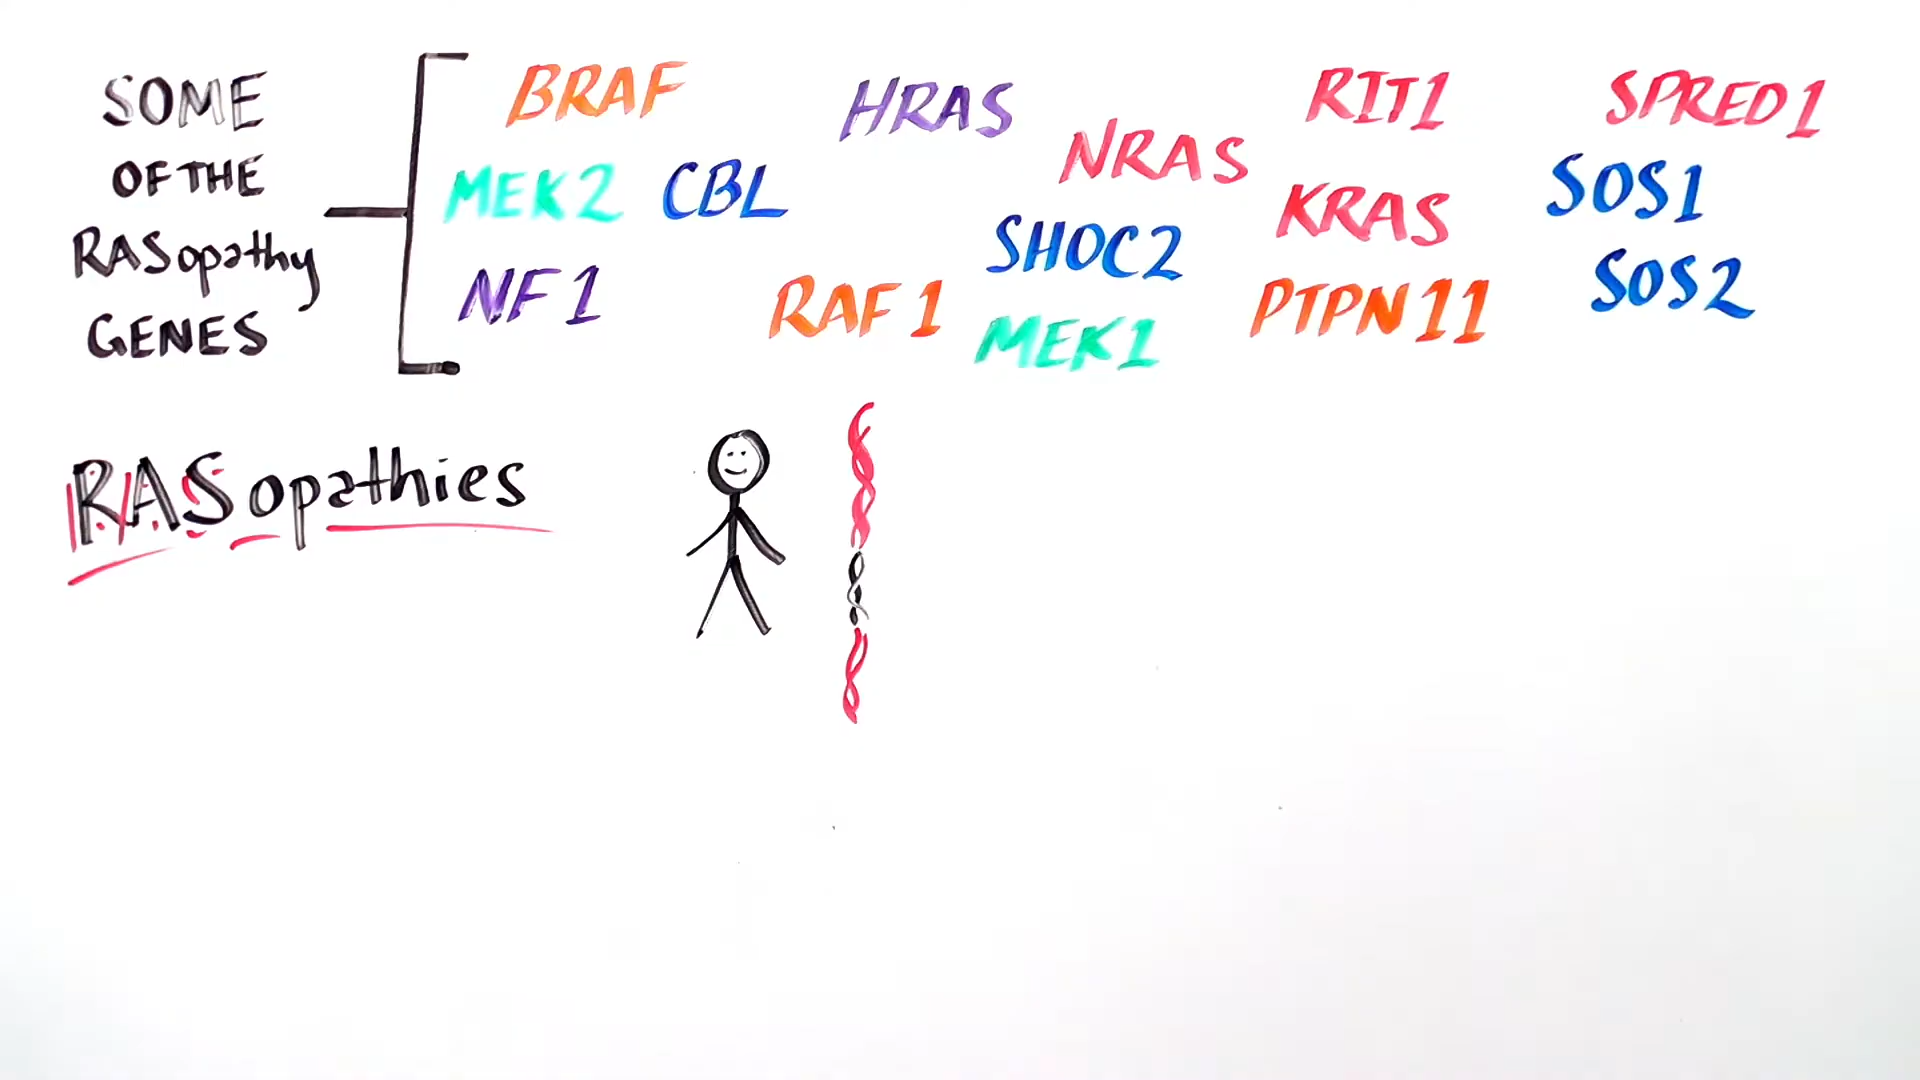 SOME
OF THE
RASopathy
GENES
BRAF
HRAS
RIT1
SPRED1
NRAS
MEK2
CBL
KRAS
SOS1
SHOC2
NF1
RAF1
MEK1
PTPN11
SOS2
RASopathies